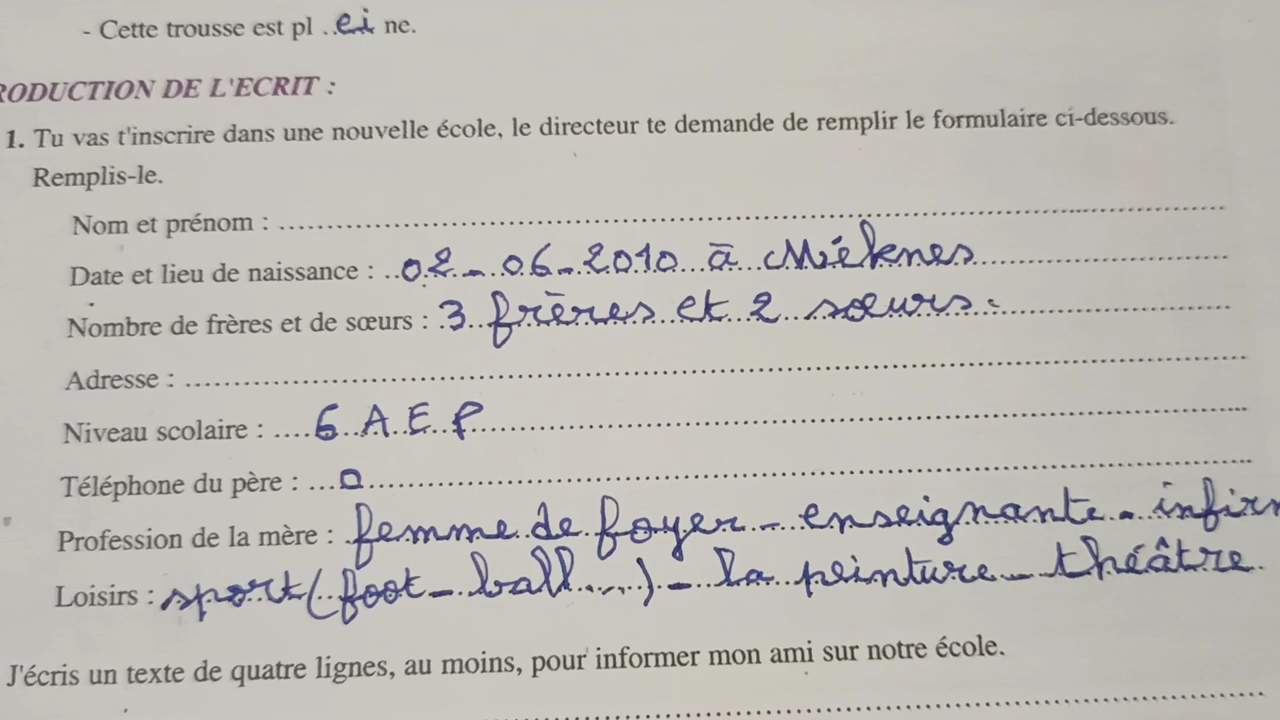 - Cette trousse est pl ..ei ne.
RODUCTION DE L'ECRIT :
1. Tu vas t'inscrire dans une nouvelle école, le directeur te demande de remplir le formulaire ci-dessous.
Remplis-le.
Nom et prénom :
Date et lieu de naissance : 02-06-2010 à Méknes
Nombre de frères et de sœurs : 3 frères et 2 sœurs.
Adresse :
Niveau scolaire : 6 A.E.P
Téléphone du père : 0
Profession de la mère : femme de foyer - enseignante - infir
Loisirs : sport (foot-ball....) - la peinture - théâtre.
J'écris un texte de quatre lignes, au moins, pour informer mon ami sur notre école.